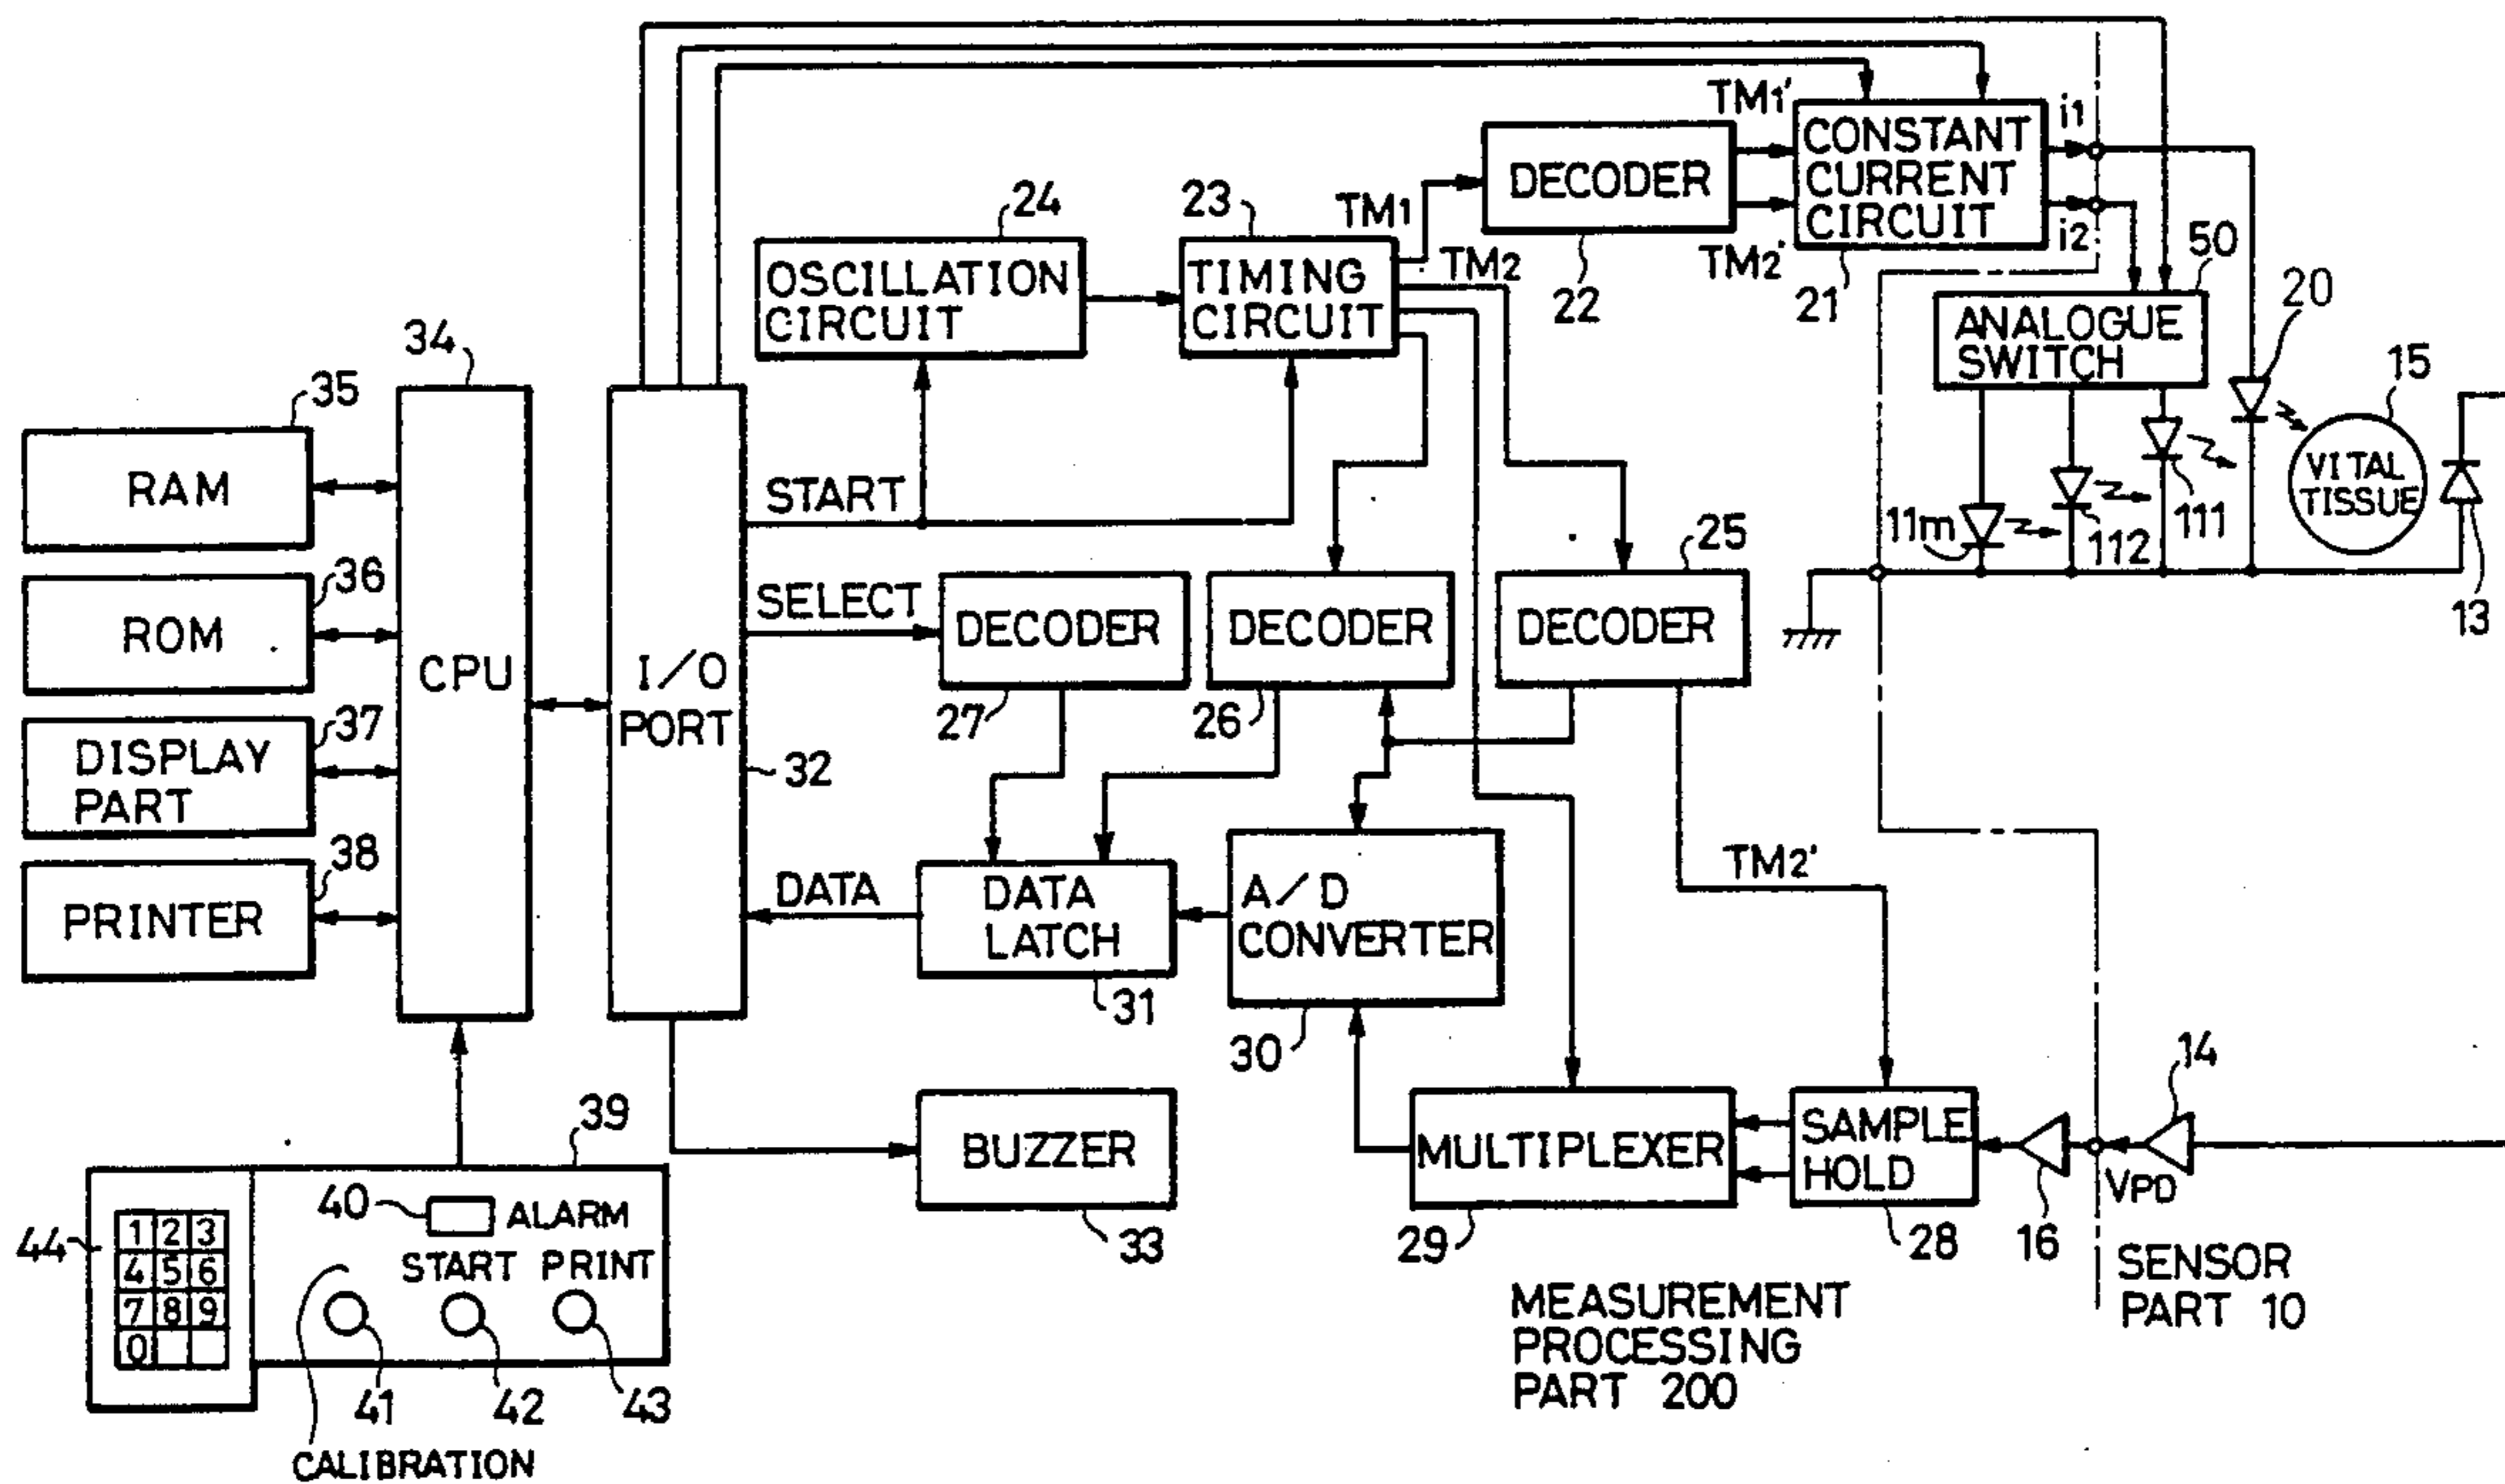 TM1'
CONSTANT
CURRENT
CIRCUIT
i1
i2
DECODER
TM2'
22
21
50
24
OSCILLATION
CIRCUIT
23
TIMING
CIRCUIT
TM1
TM2
ANALOGUE
SWITCH
20
15
VITAL
TISSUE
13
11m
112
111
34
CPU
35
RAM
36
ROM
37
DISPLAY
PART
38
PRINTER
I/O
PORT
32
START
SELECT
DECODER
27
DECODER
26
25
DECODER
DATA
DATA
LATCH
31
A/D
CONVERTER
30
TM2'
BUZZER
33
MULTIPLEXER
29
SAMPLE
HOLD
28
16
14
VPD
SENSOR
PART 10
MEASUREMENT
PROCESSING
PART 200
39
40
ALARM
START PRINT
44
1 2 3
4 5 6
7 8 9
0
41
42
43
CALIBRATION